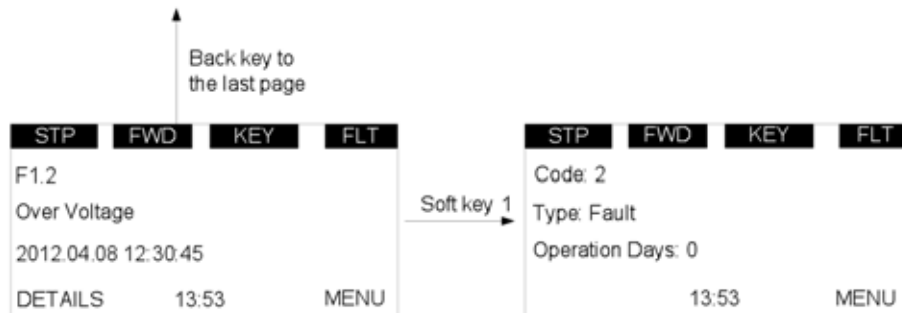 Back key to
the last page
STP FWD KEY FLT
F1.2
Over Voltage
2012.04.08 12:30:45
DETAILS 13:53 MENU
Soft key 1
STP FWD KEY FLT
Code: 2
Type: Fault
Operation Days: 0
13:53 MENU